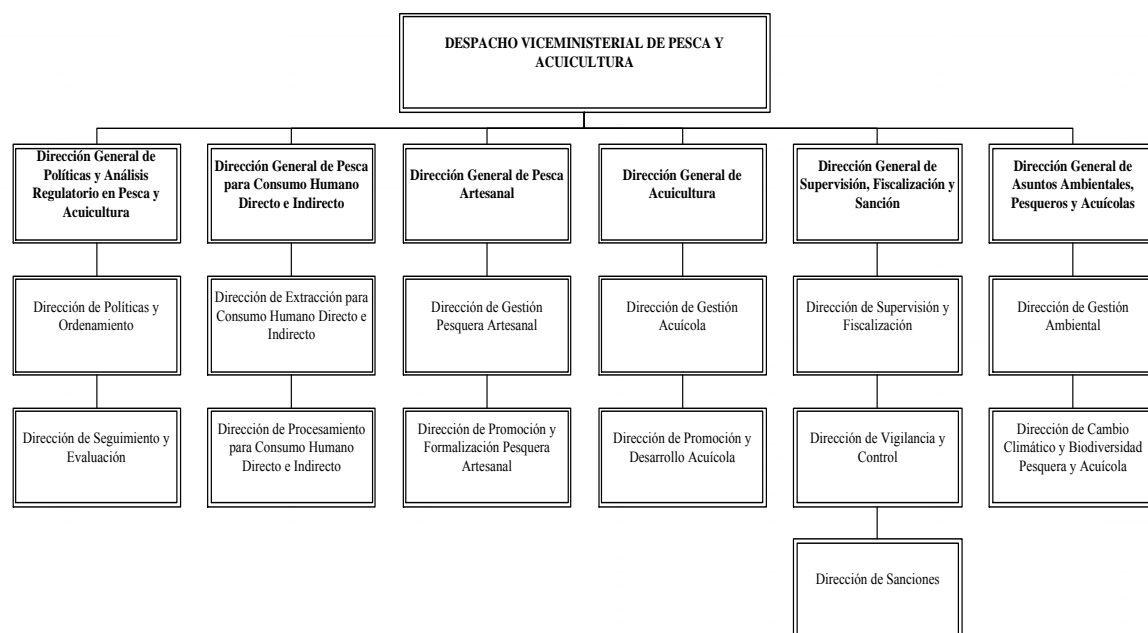 DESPACHO VICEMINISTERIAL DE PESCA Y
ACUICULTURA
Dirección General de
Políticas y Análisis
Regulatorio en Pesca y
Acuicultura
Dirección General de Pesca
para Consumo Humano
Directo e Indirecto
Dirección General de Pesca
Artesanal
Dirección General de
Acuicultura
Dirección General de
Supervisión, Fiscalización y
Sanción
Dirección General de
Asuntos Ambientales,
Pesqueros y Acuícolas
Dirección de Políticas y
Ordenamiento
Dirección de Extracción para
Consumo Humano Directo e
Indirecto
Dirección de Gestión
Pesquera Artesanal
Dirección de Gestión
Acuícola
Dirección de Supervisión y
Fiscalización
Dirección de Gestión
Ambiental
Dirección de Seguimiento y
Evaluación
Dirección de Procesamiento
para Consumo Humano
Directo e Indirecto
Dirección de Promoción y
Formalización Pesquera
Artesanal
Dirección de Promoción y
Desarrollo Acuícola
Dirección de Vigilancia y
Control
Dirección de Cambio
Climático y Biodiversidad
Pesquera y Acuícola
Dirección de Sanciones